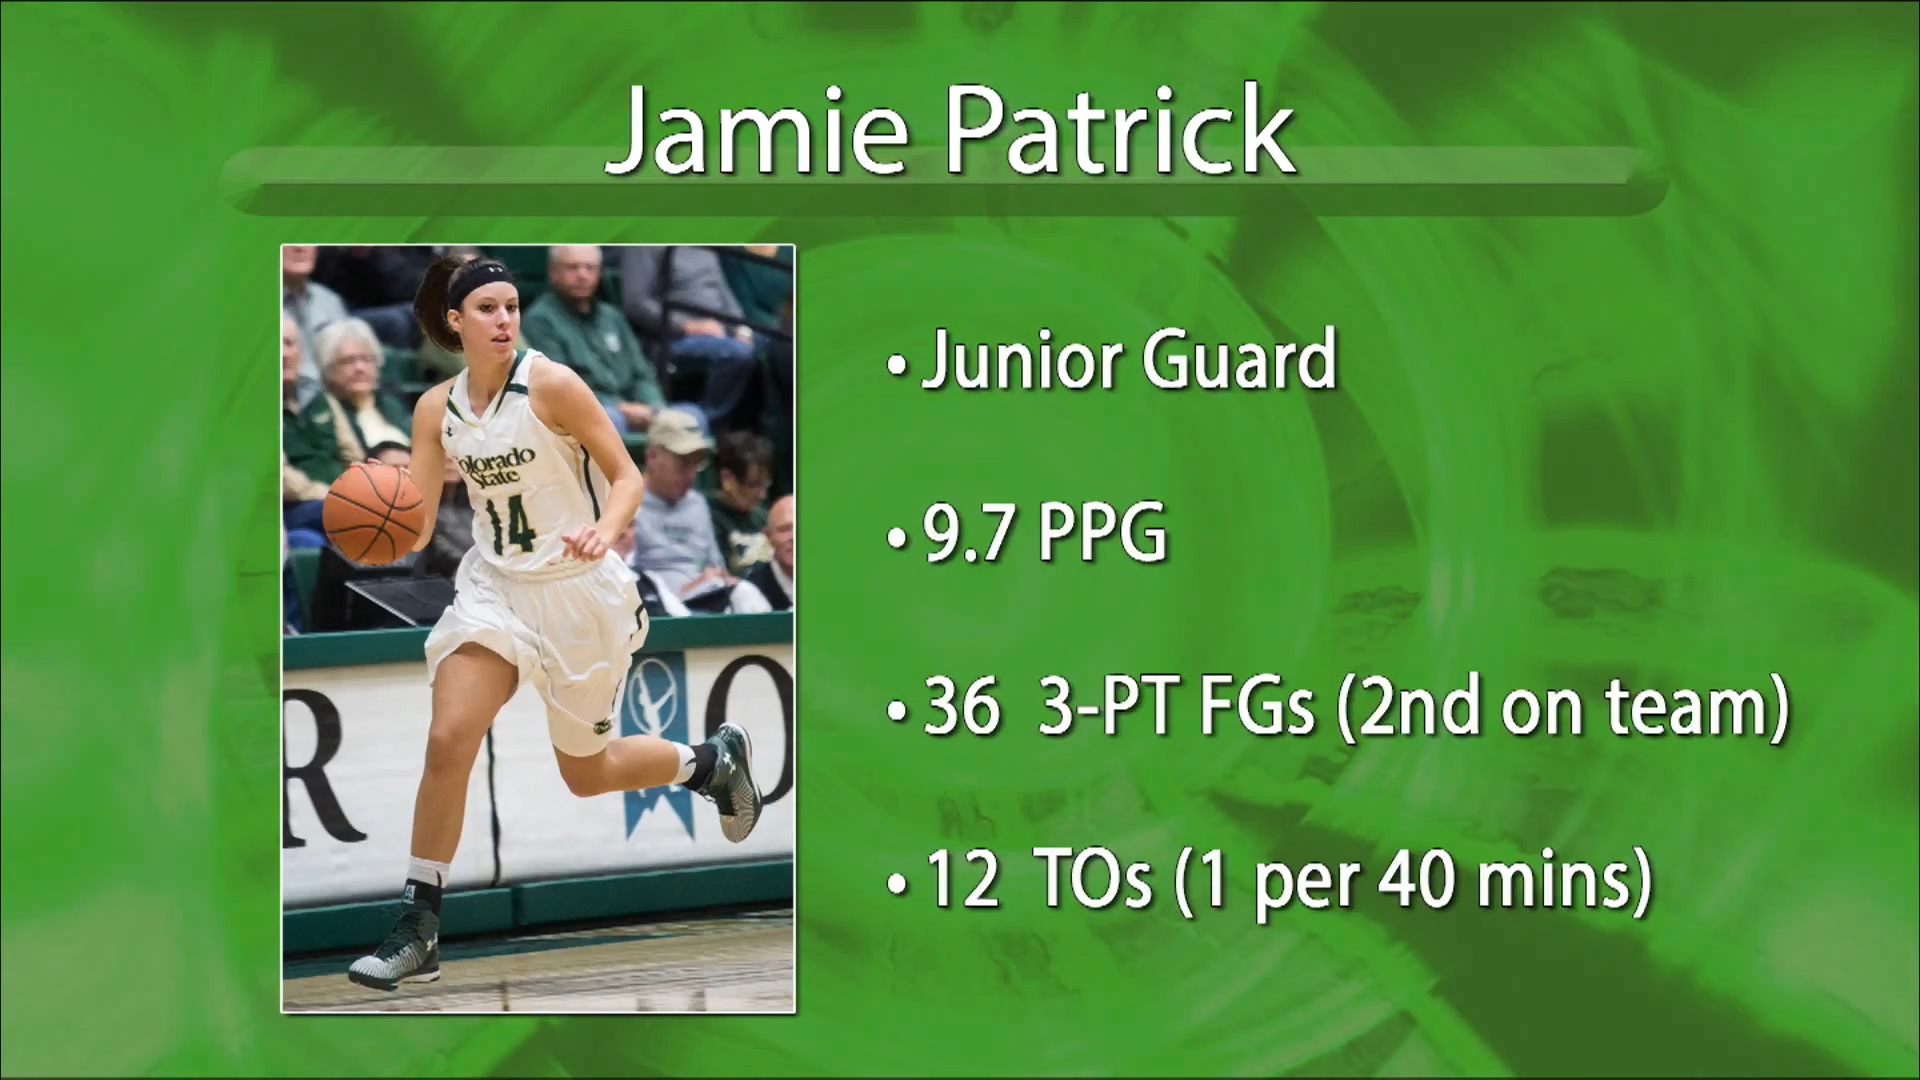 Jamie Patrick
• Junior Guard
• 9.7 PPG
• 36 3-PT FGs (2nd on team)
• 12 TOs (1 per 40 mins)
Colorado
State
14
R
O